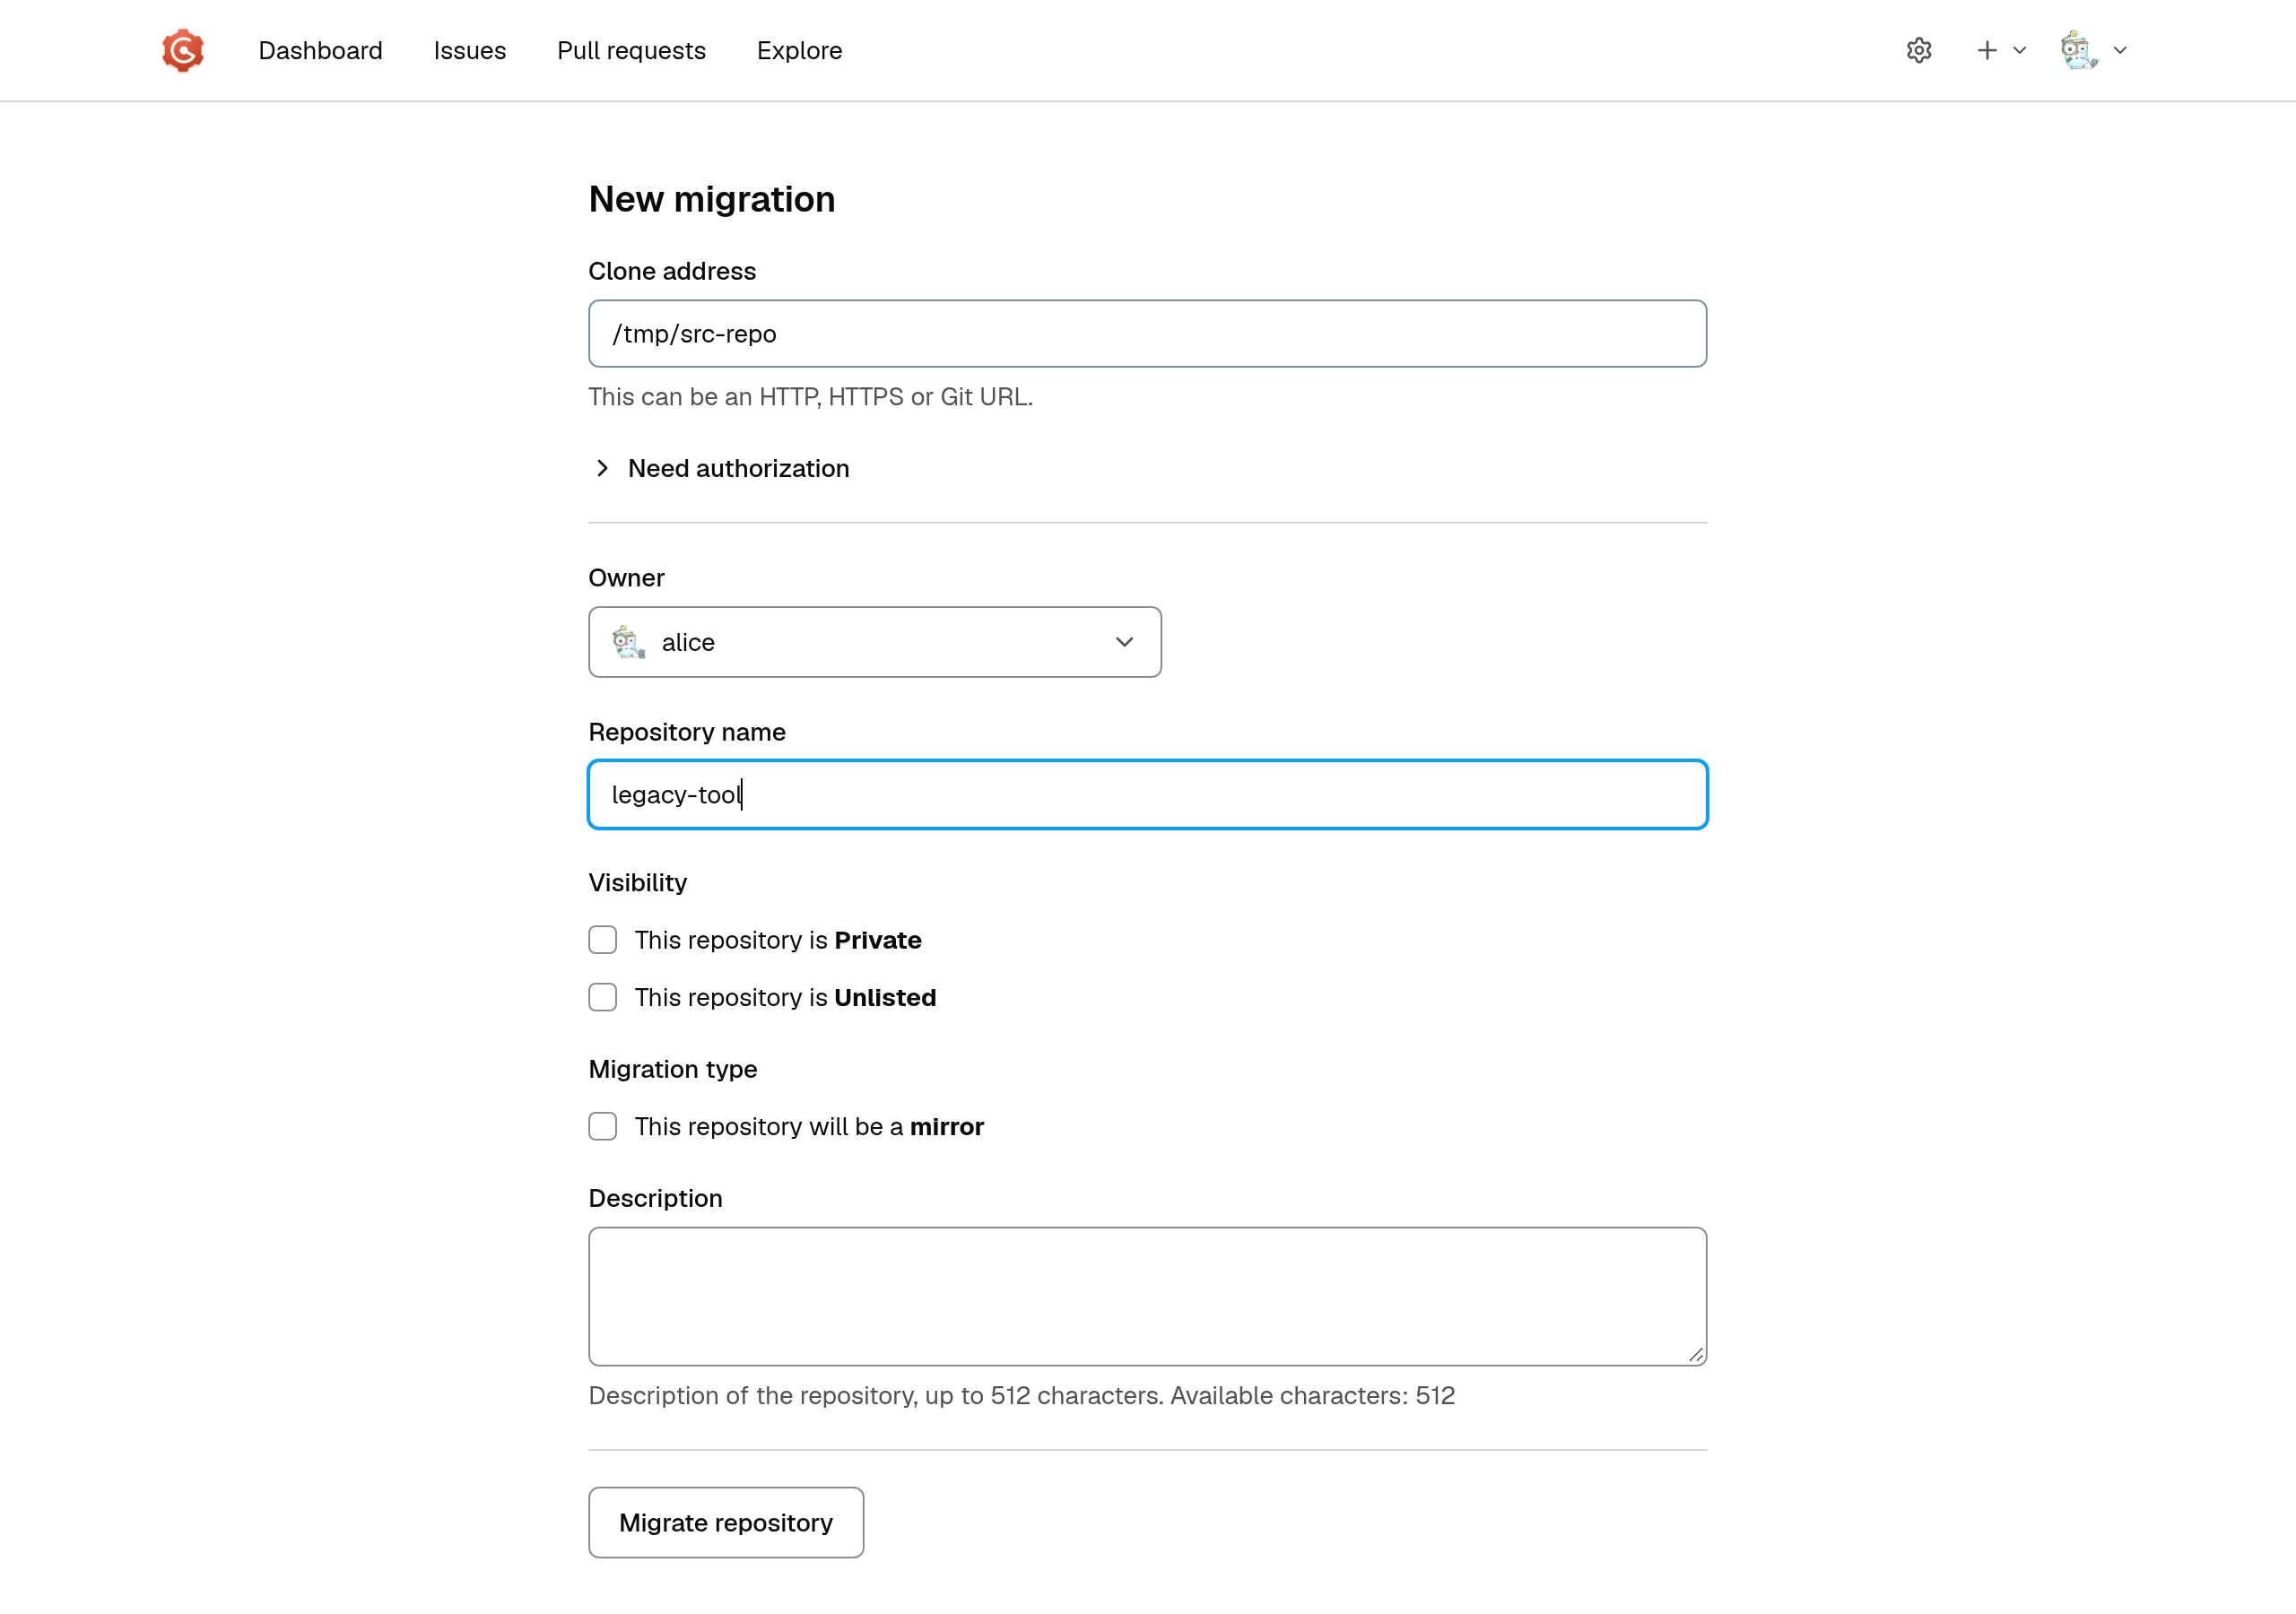 Dashboard Issues Pull requests Explore
New migration
Clone address
/tmp/src-repo
This can be an HTTP, HTTPS or Git URL.
Need authorization
Owner
alice
Repository name
legacy-tool
Visibility
This repository is Private
This repository is Unlisted
Migration type
This repository will be a mirror
Description
Description of the repository, up to 512 characters. Available characters: 512
Migrate repository